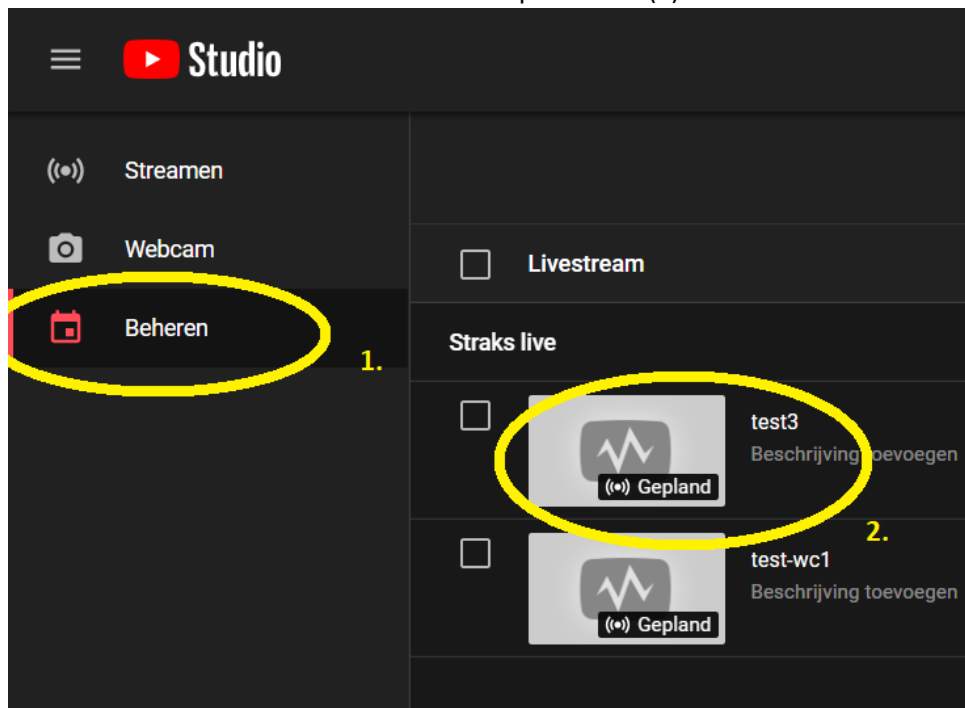 Studio
Streamen
Webcam
Livestream
Beheren
1.
Straks live
test3
Beschrijving toevoegen
((•)) Gepland
2.
test-wc1
Beschrijving toevoegen
((•)) Gepland